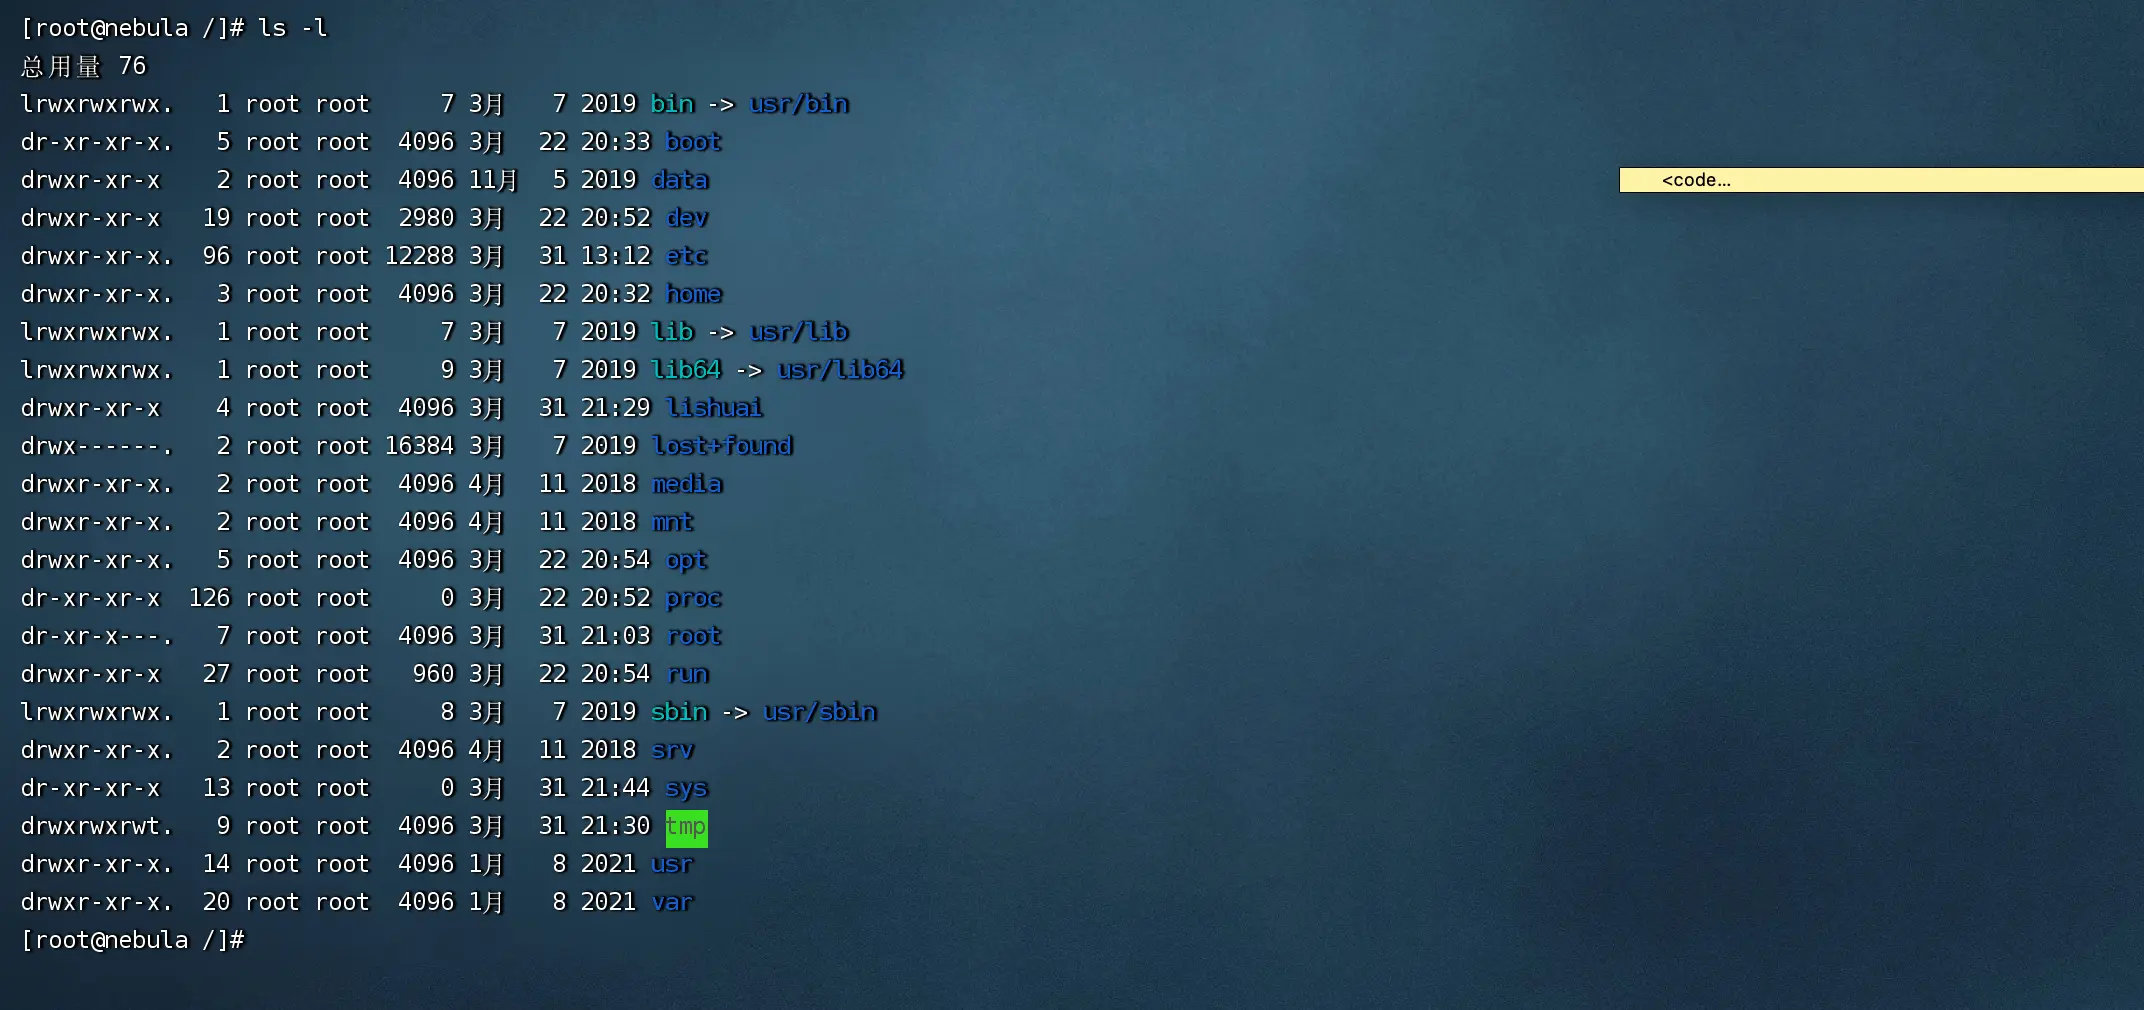 [root@nebula /]# ls -l
总用量 76
lrwxrwxrwx.   1 root root     7 3月   7 2019 bin -> usr/bin
dr-xr-xr-x.   5 root root  4096 3月  22 20:33 boot
drwxr-xr-x    2 root root  4096 11月  5 2019 data
drwxr-xr-x   19 root root  2980 3月  22 20:52 dev
drwxr-xr-x.  96 root root 12288 3月  31 13:12 etc
drwxr-xr-x.   3 root root  4096 3月  22 20:32 home
lrwxrwxrwx.   1 root root     7 3月   7 2019 lib -> usr/lib
lrwxrwxrwx.   1 root root     9 3月   7 2019 lib64 -> usr/lib64
drwxr-xr-x    4 root root  4096 3月  31 21:29 lishuai
drwx------.   2 root root 16384 3月   7 2019 lost+found
drwxr-xr-x.   2 root root  4096 4月  11 2018 media
drwxr-xr-x.   2 root root  4096 4月  11 2018 mnt
drwxr-xr-x.   5 root root  4096 3月  22 20:54 opt
dr-xr-xr-x  126 root root     0 3月  22 20:52 proc
dr-xr-x---.   7 root root  4096 3月  31 21:03 root
drwxr-xr-x   27 root root   960 3月  22 20:54 run
lrwxrwxrwx.   1 root root     8 3月   7 2019 sbin -> usr/sbin
drwxr-xr-x.   2 root root  4096 4月  11 2018 srv
dr-xr-xr-x   13 root root     0 3月  31 21:44 sys
drwxrwxrwt.   9 root root  4096 3月  31 21:30 tmp
drwxr-xr-x.  14 root root  4096 1月   8 2021 usr
drwxr-xr-x.  20 root root  4096 1月   8 2021 var
[root@nebula /]#
<code...